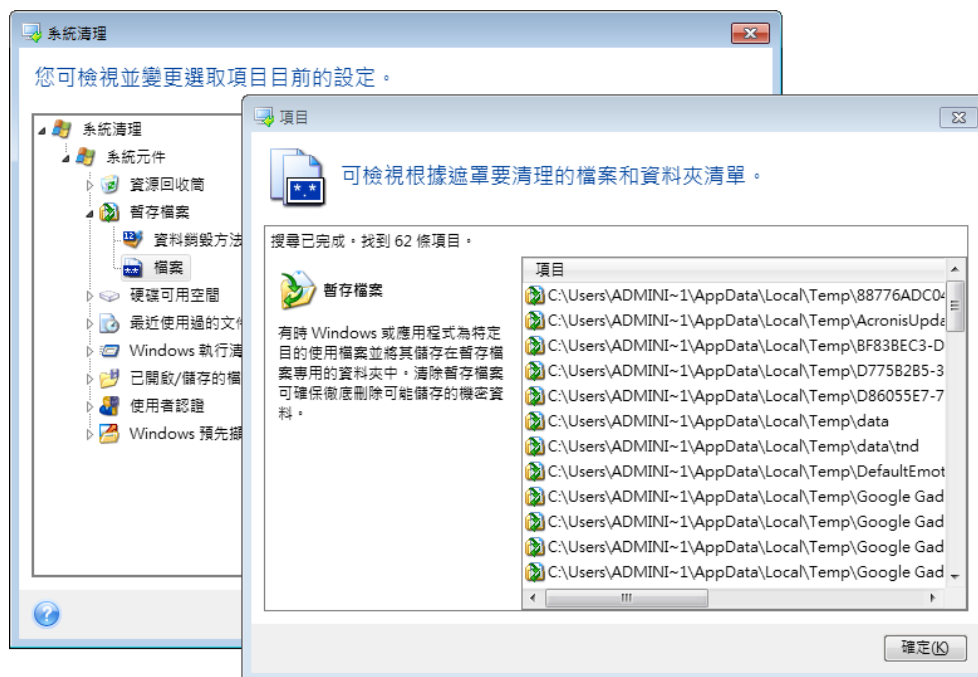 系統清理
您可檢視並變更選取項目目前的設定。
系統清理
系統元件
資源回收筒
暫存檔案
資料銷毀方法
檔案
硬碟可用空間
最近使用過的文件
Windows 執行清
已開啟/儲存的檔
使用者認證
Windows 預先擷
項目
可檢視根據遮罩要清理的檔案和資料夾清單。
搜尋已完成。找到 62 條項目。
暫存檔案
有時 Windows 或應用程式為特定
目的使用檔案並將其儲存在暫存檔
案專用的資料夾中。清除暫存檔案
可確保徹底刪除可能儲存的機密資
料。
項目
C:\Users\ADMINI~1\AppData\Local\Temp\88776ADC04
C:\Users\ADMINI~1\AppData\Local\Temp\AcronisUpda
C:\Users\ADMINI~1\AppData\Local\Temp\BF83BEC3-D
C:\Users\ADMINI~1\AppData\Local\Temp\D775B2B5-3
C:\Users\ADMINI~1\AppData\Local\Temp\D86055E7-7
C:\Users\ADMINI~1\AppData\Local\Temp\data
C:\Users\ADMINI~1\AppData\Local\Temp\data\tnd
C:\Users\ADMINI~1\AppData\Local\Temp\DefaultEmot
C:\Users\ADMINI~1\AppData\Local\Temp\Google Gad
C:\Users\ADMINI~1\AppData\Local\Temp\Google Gad
C:\Users\ADMINI~1\AppData\Local\Temp\Google Gad
C:\Users\ADMINI~1\AppData\Local\Temp\Google Gad
確定(K)